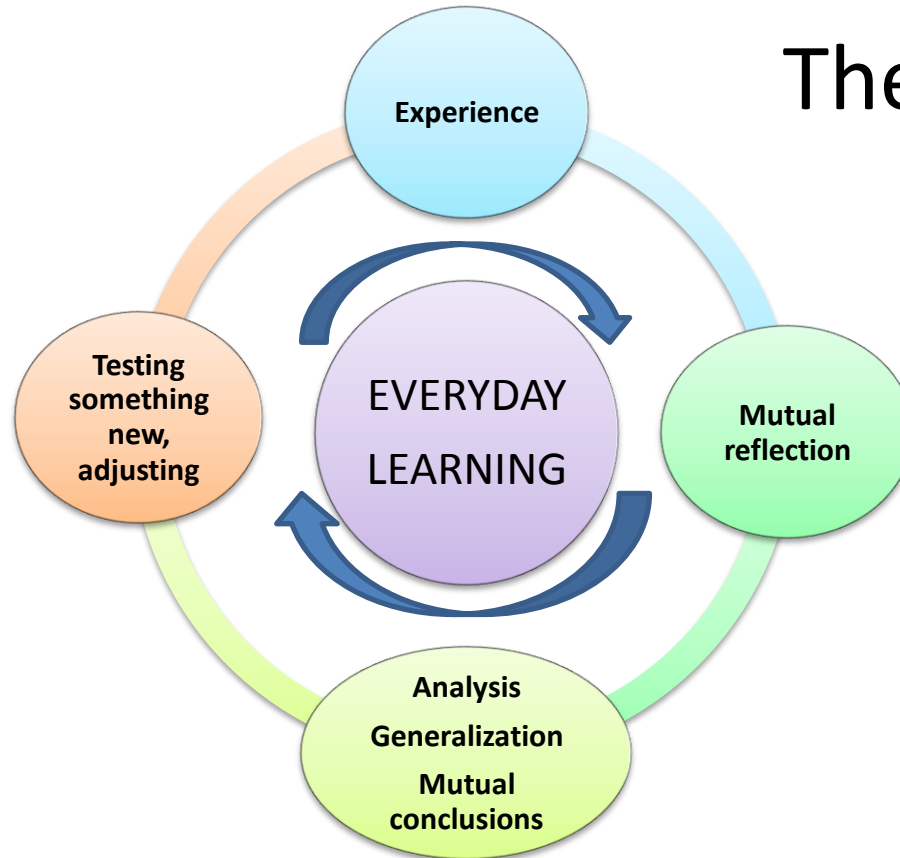 The
Experience
Testing
something
new,
adjusting
EVERYDAY
LEARNING
Mutual
reflection
Analysis
Generalization
Mutual
conclusions